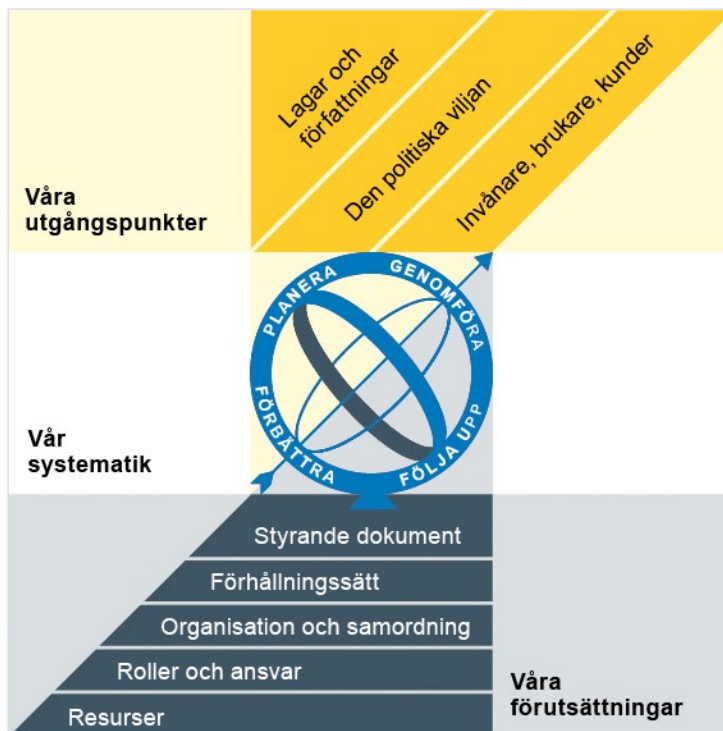 Lagar och
författningar
Den politiska viljan
Invånare, brukare, kunder
Våra
utgångspunkter
PLANERA
GENOMFÖRA
FÖRBÄTTRA
FÖLJA UPP
Vår
systematik
Styrande dokument
Förhållningssätt
Organisation och samordning
Roller och ansvar
Resurser
Våra
förutsättningar